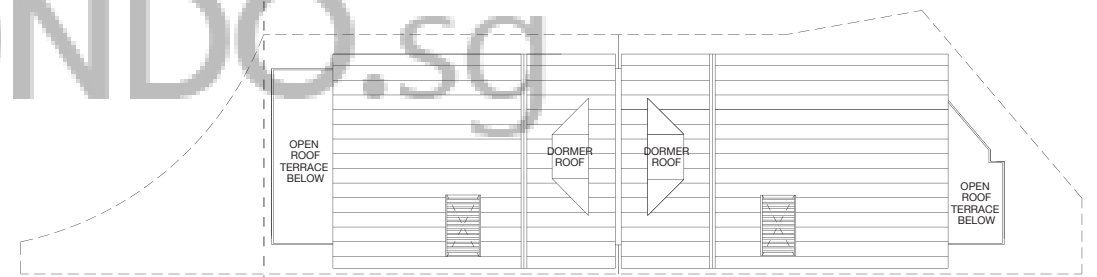 NDO.sg
OPEN
ROOF
TERRACE
BELOW
DORMER
ROOF
DORMER
ROOF
OPEN
ROOF
TERRACE
BELOW